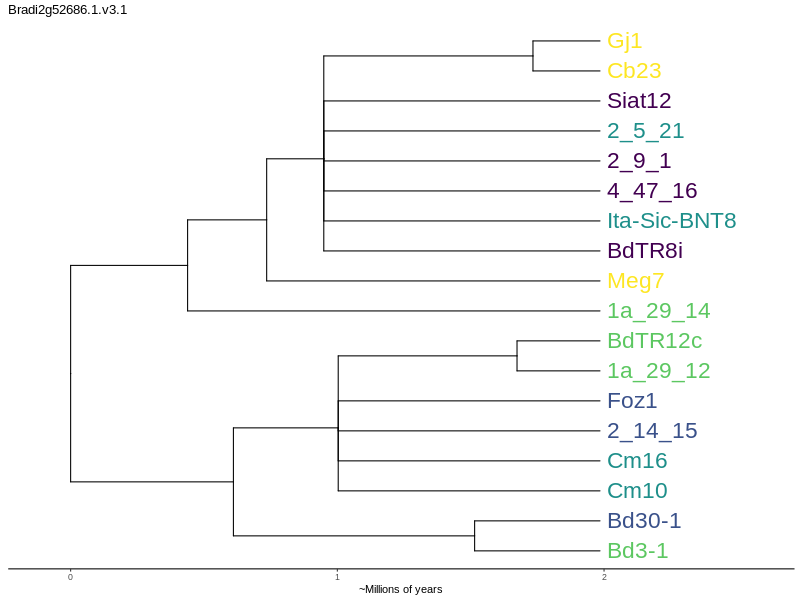 Bradi2g52686.1.v3.1
Gj1
Cb23
Siat12
2_5_21
2_9_1
4_47_16
Ita-Sic-BNT8
BdTR8i
Meg7
1a_29_14
BdTR12c
1a_29_12
Foz1
2_14_15
Cm16
Cm10
Bd30-1
Bd3-1
0 1 2
~Millions of years